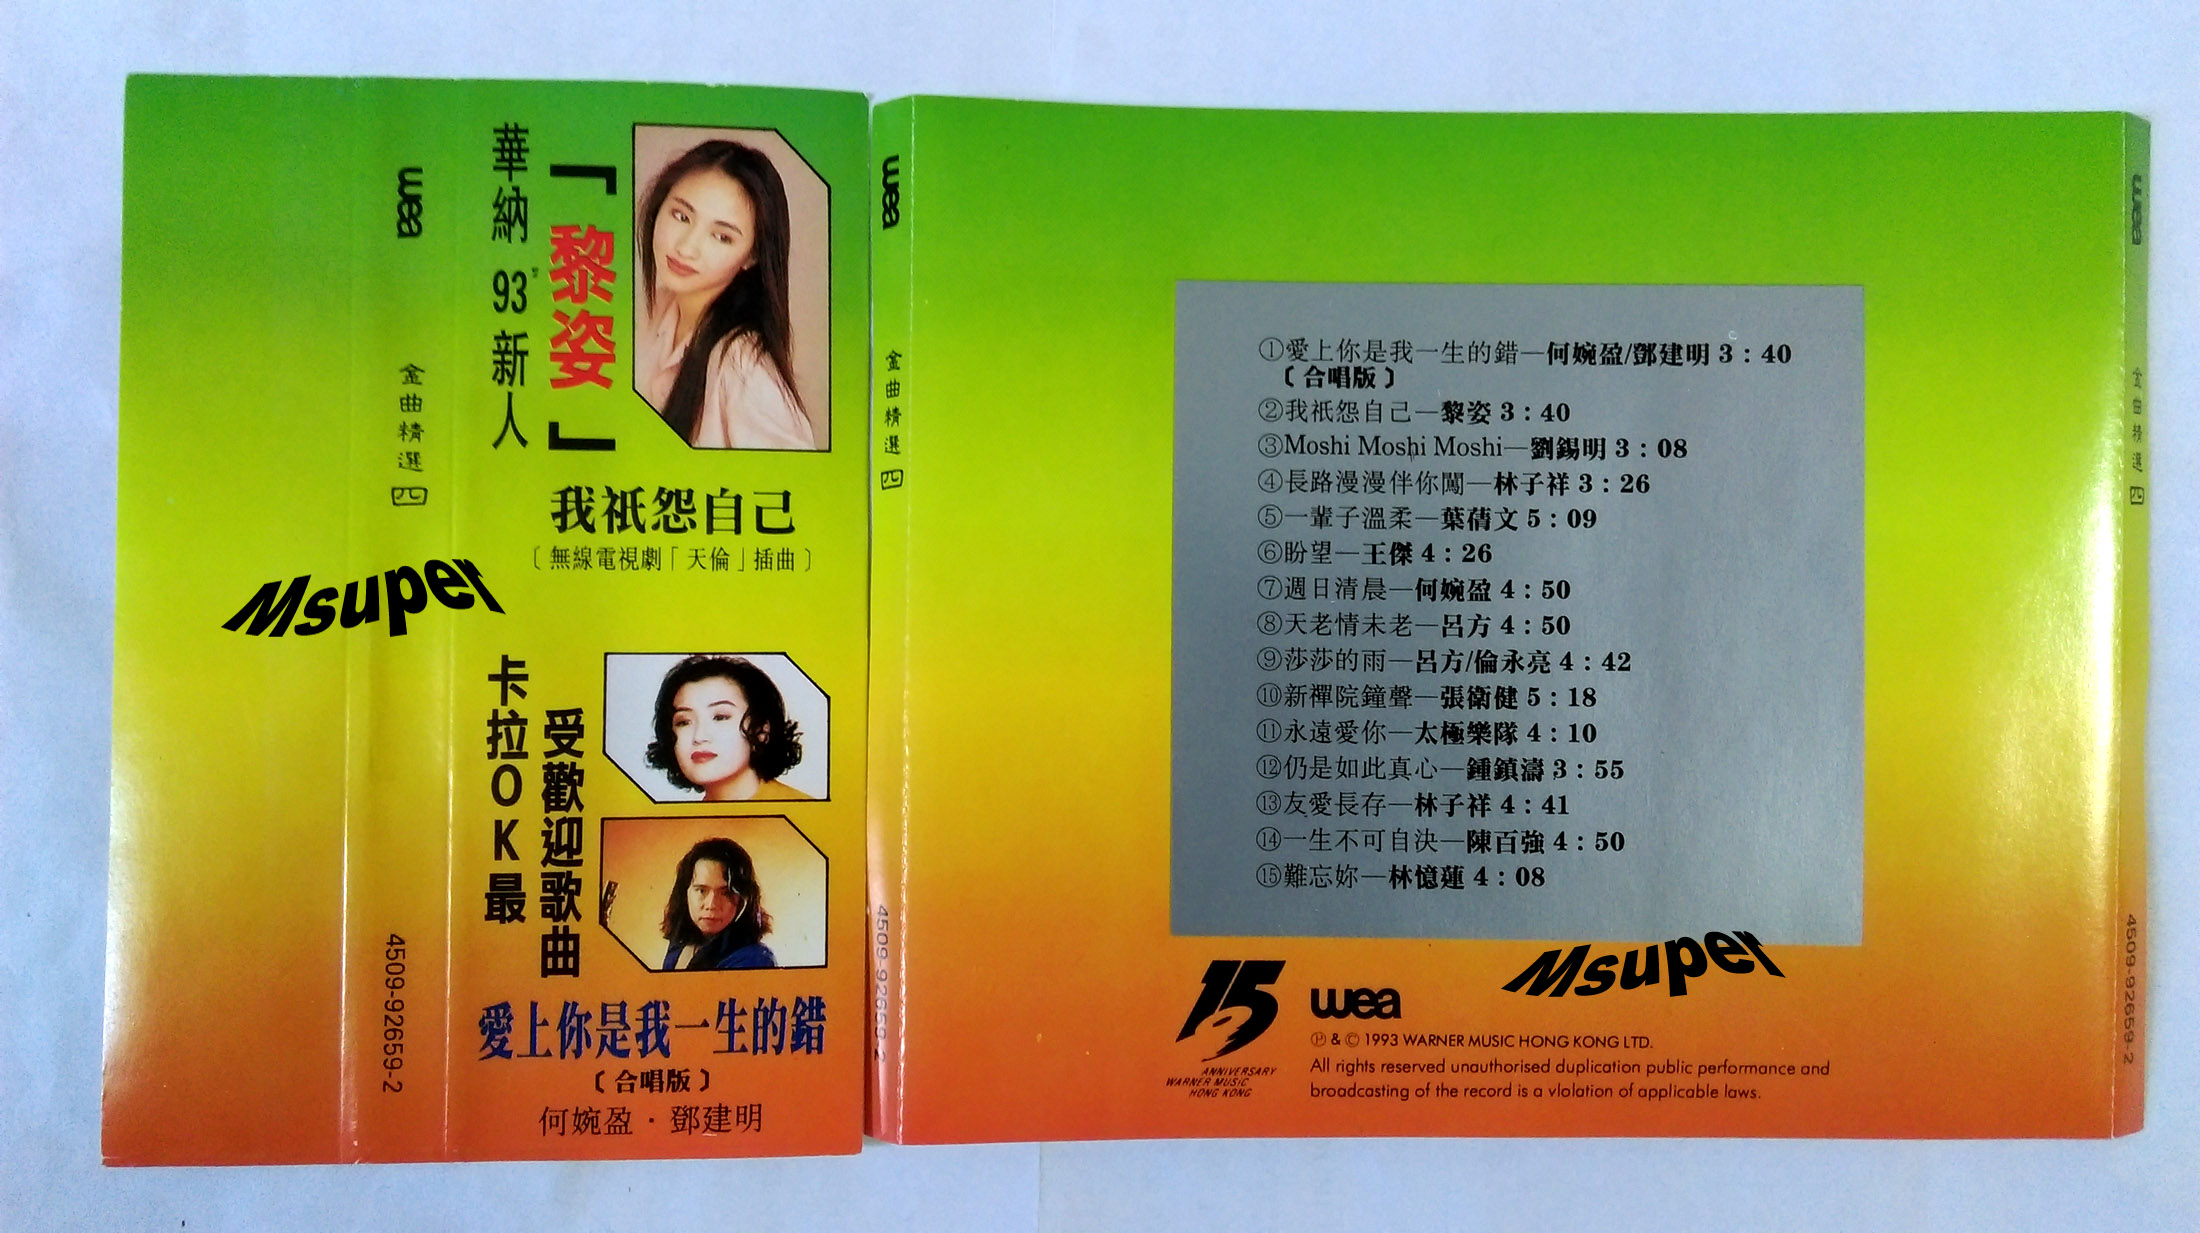 wea
金曲精選 四
4509-92659-2
華納93新人
「黎姿」
我祇怨自己
〔無線電視劇「天倫」插曲〕
Msuper
卡拉OK最
受歡迎歌曲
愛上你是我一生的錯
〔合唱版〕
何婉盈·鄧建明
wea
金曲精選 四
4509-92659-2
①愛上你是我一生的錯—何婉盈/鄧建明 3：40
〔合唱版〕
②我祇怨自己—黎姿 3：40
③Moshi Moshi Moshi—劉錫明 3：08
④長路漫漫伴你闖—林子祥 3：26
⑤一輩子溫柔—葉蒨文 5：09
⑥盼望—王傑 4：26
⑦週日清晨—何婉盈 4：50
⑧天老情未老—呂方 4：50
⑨莎莎的雨—呂方/倫永亮 4：42
⑩新禪院鐘聲—張衛健 5：18
⑪永遠愛你—太極樂隊 4：10
⑫仍是如此真心—鍾鎮濤 3：55
⑬友愛長存—林子祥 4：41
⑭一生不可自決—陳百強 4：50
⑮難忘妳—林憶蓮 4：08
Msuper
15
ANNIVERSARY
WARNER MUSIC
HONG KONG
wea
℗ & © 1993 WARNER MUSIC HONG KONG LTD.
All rights reserved unauthorised duplication public performance and
broadcasting of the record is a vlolation of applicable laws.
wea
金曲精選 四
4509-92659-2